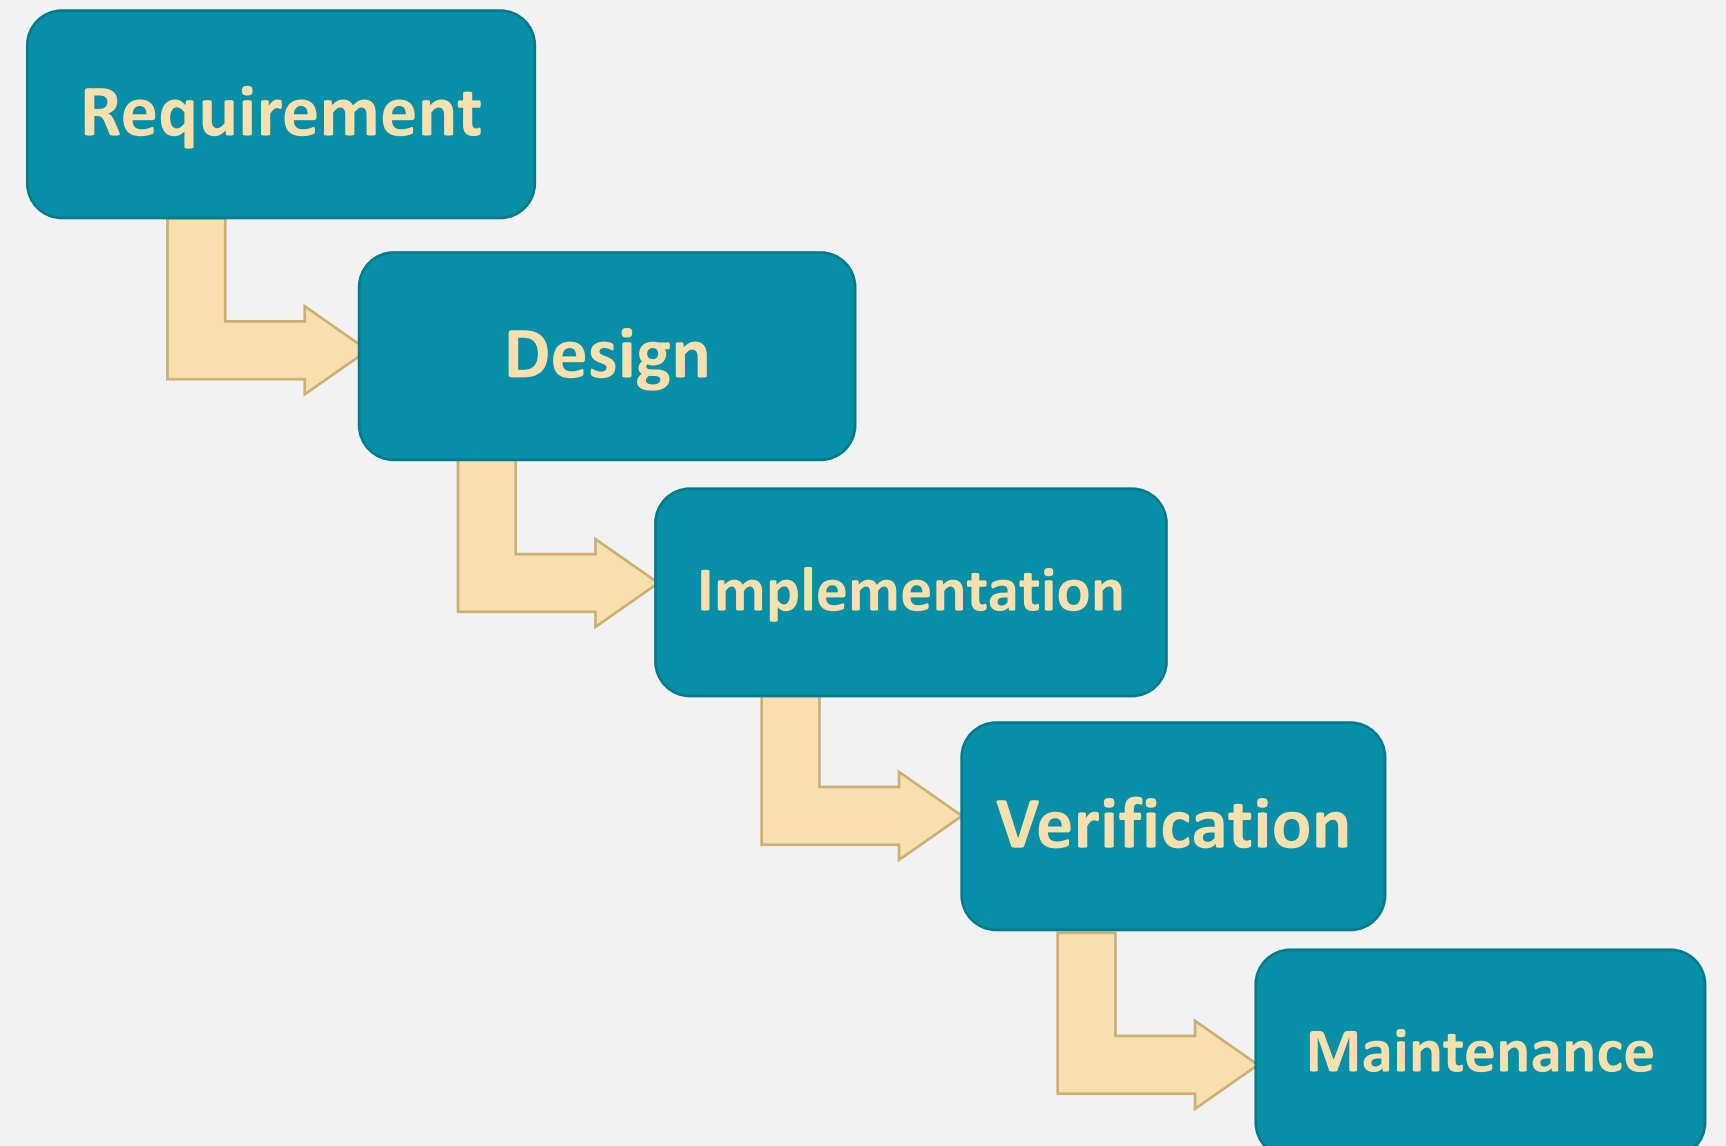 Requirement
Design
Implementation
Verification
Maintenance